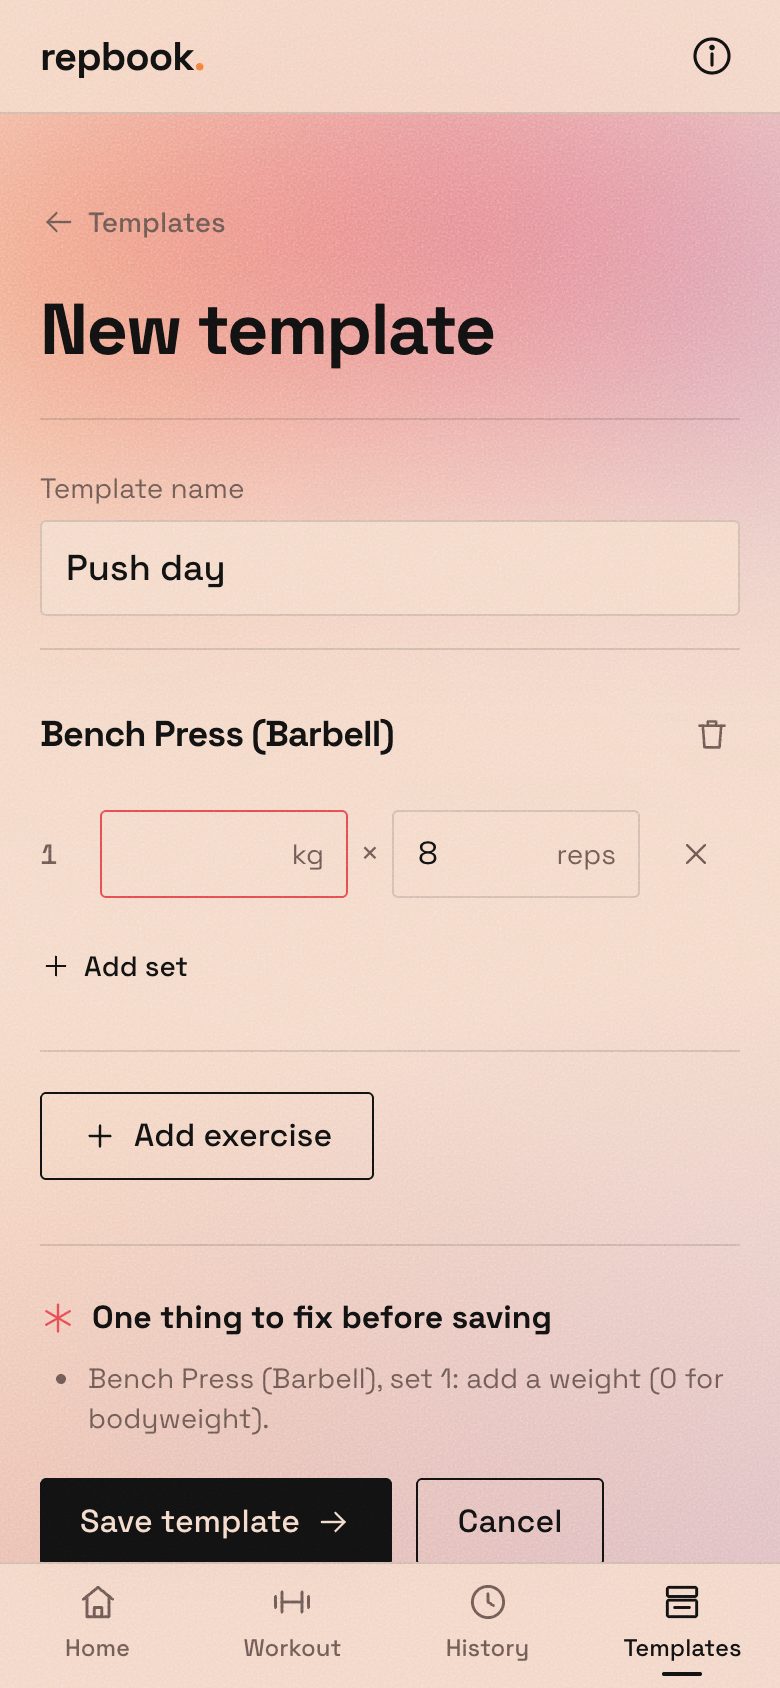 repbook.
Templates
New template
Template name
Push day
Bench Press (Barbell)
1 kg × 8 reps
Add set
Add exercise
One thing to fix before saving
Bench Press (Barbell), set 1: add a weight (0 for
bodyweight).
Save template Cancel
Home Workout History Templates